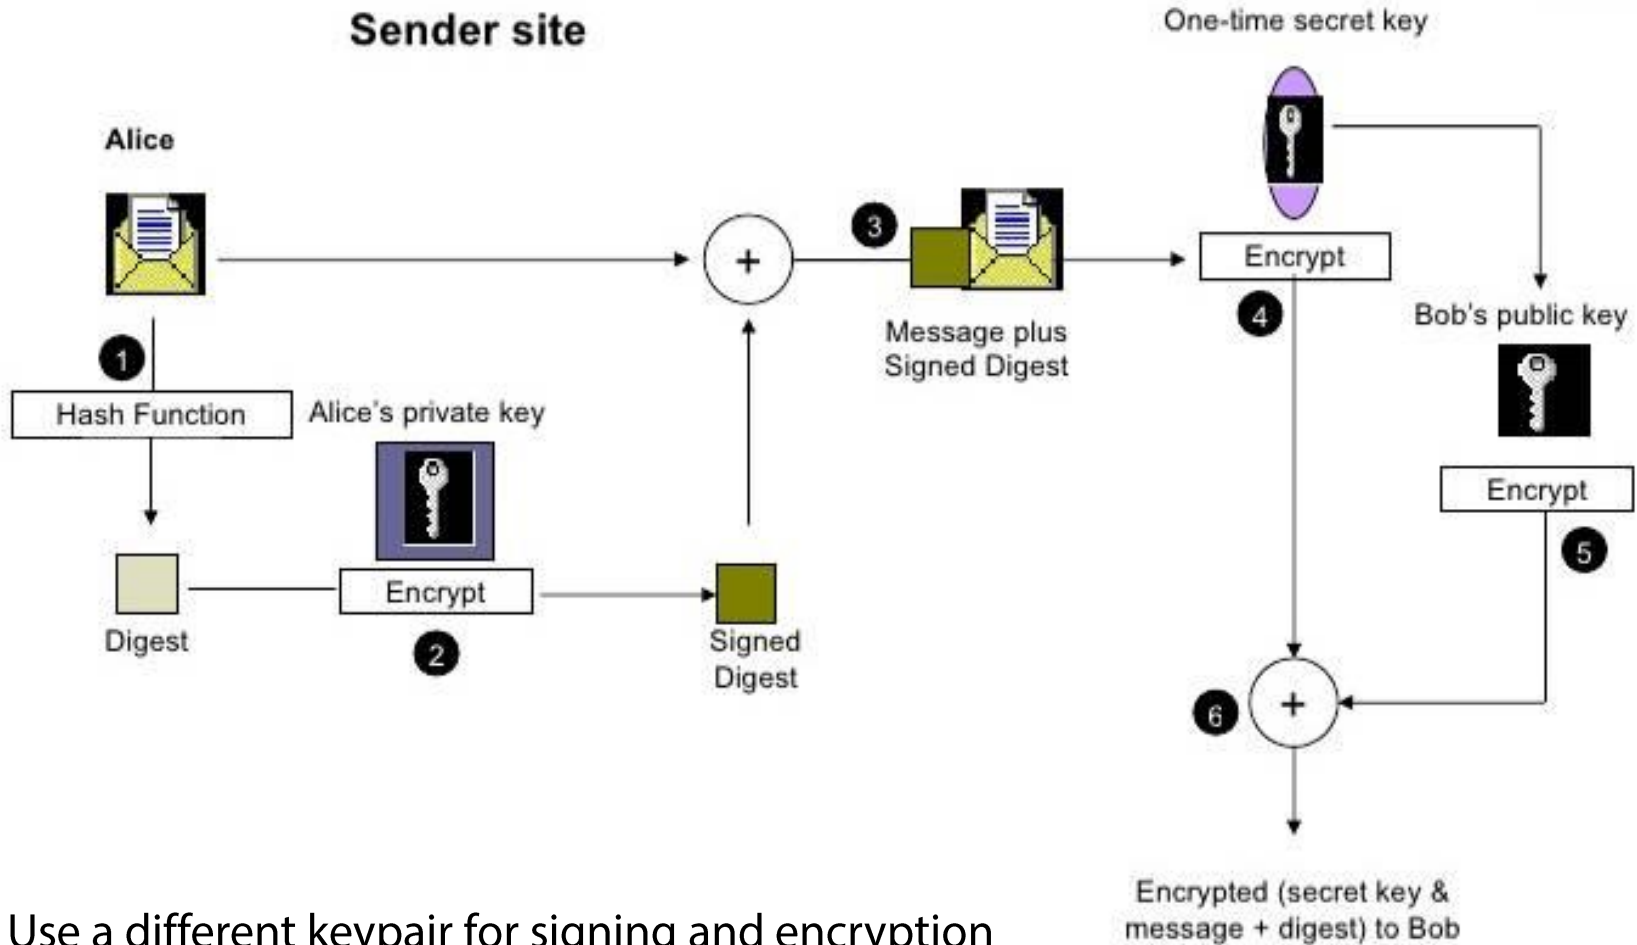 Sender site
One-time secret key
Alice
+
3
Encrypt
4
Bob's public key
Message plus
Signed Digest
1
Hash Function
Alice's private key
Encrypt
5
Encrypt
2
Digest
Signed
Digest
6
+
Encrypted (secret key &
message + digest) to Bob
Use a different keypair for signing and encryption